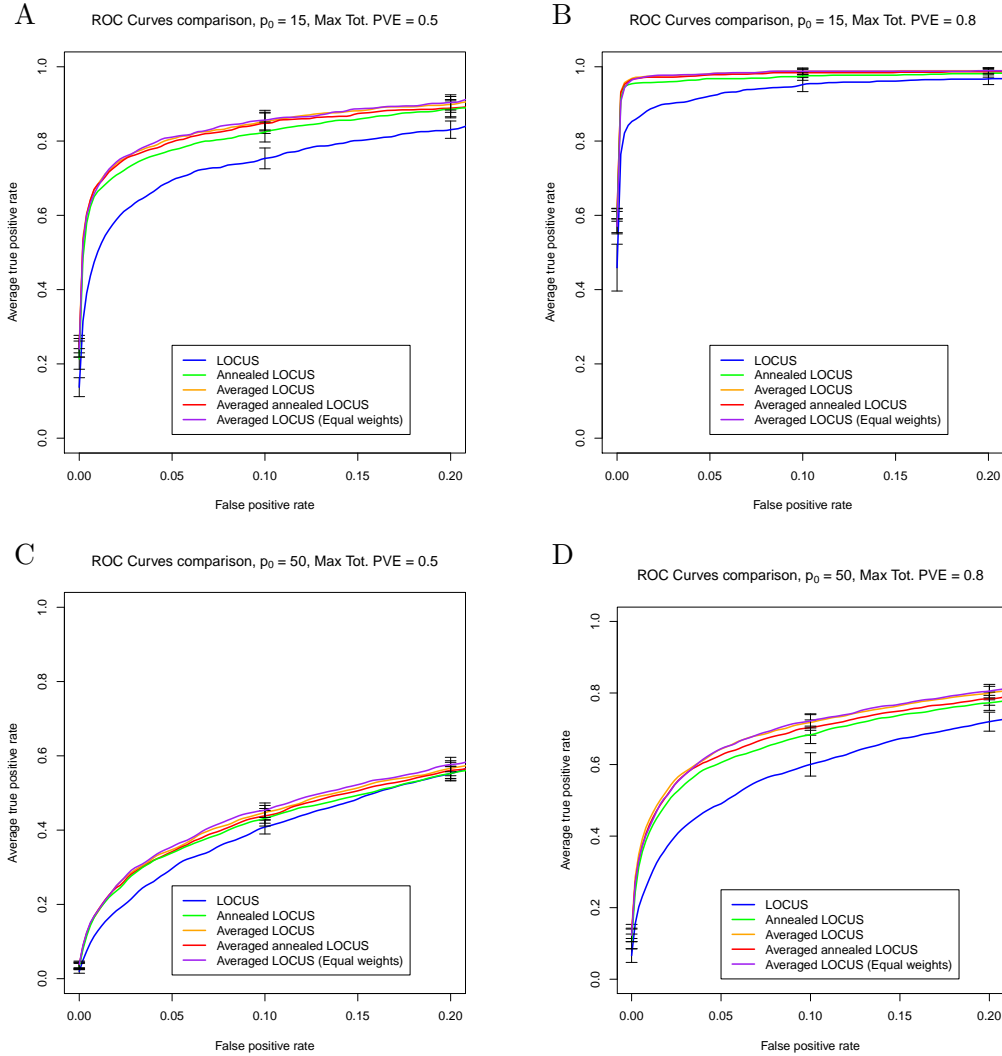 A
ROC Curves comparison, p₀ = 15, Max Tot. PVE = 0.5
Average true positive rate
1.0
0.8
0.6
0.4
0.2
0.0
LOCUS
Annealed LOCUS
Averaged LOCUS
Averaged annealed LOCUS
Averaged LOCUS (Equal weights)
0.00 0.05 0.10 0.15 0.20
False positive rate
B
ROC Curves comparison, p₀ = 15, Max Tot. PVE = 0.8
Average true positive rate
1.0
0.8
0.6
0.4
0.2
0.0
LOCUS
Annealed LOCUS
Averaged LOCUS
Averaged annealed LOCUS
Averaged LOCUS (Equal weights)
0.00 0.05 0.10 0.15 0.20
False positive rate
C
ROC Curves comparison, p₀ = 50, Max Tot. PVE = 0.5
Average true positive rate
1.0
0.8
0.6
0.4
0.2
0.0
LOCUS
Annealed LOCUS
Averaged LOCUS
Averaged annealed LOCUS
Averaged LOCUS (Equal weights)
0.00 0.05 0.10 0.15 0.20
False positive rate
D
ROC Curves comparison, p₀ = 50, Max Tot. PVE = 0.8
Average true positive rate
1.0
0.8
0.6
0.4
0.2
0.0
LOCUS
Annealed LOCUS
Averaged LOCUS
Averaged annealed LOCUS
Averaged LOCUS (Equal weights)
0.00 0.05 0.10 0.15 0.20
False positive rate